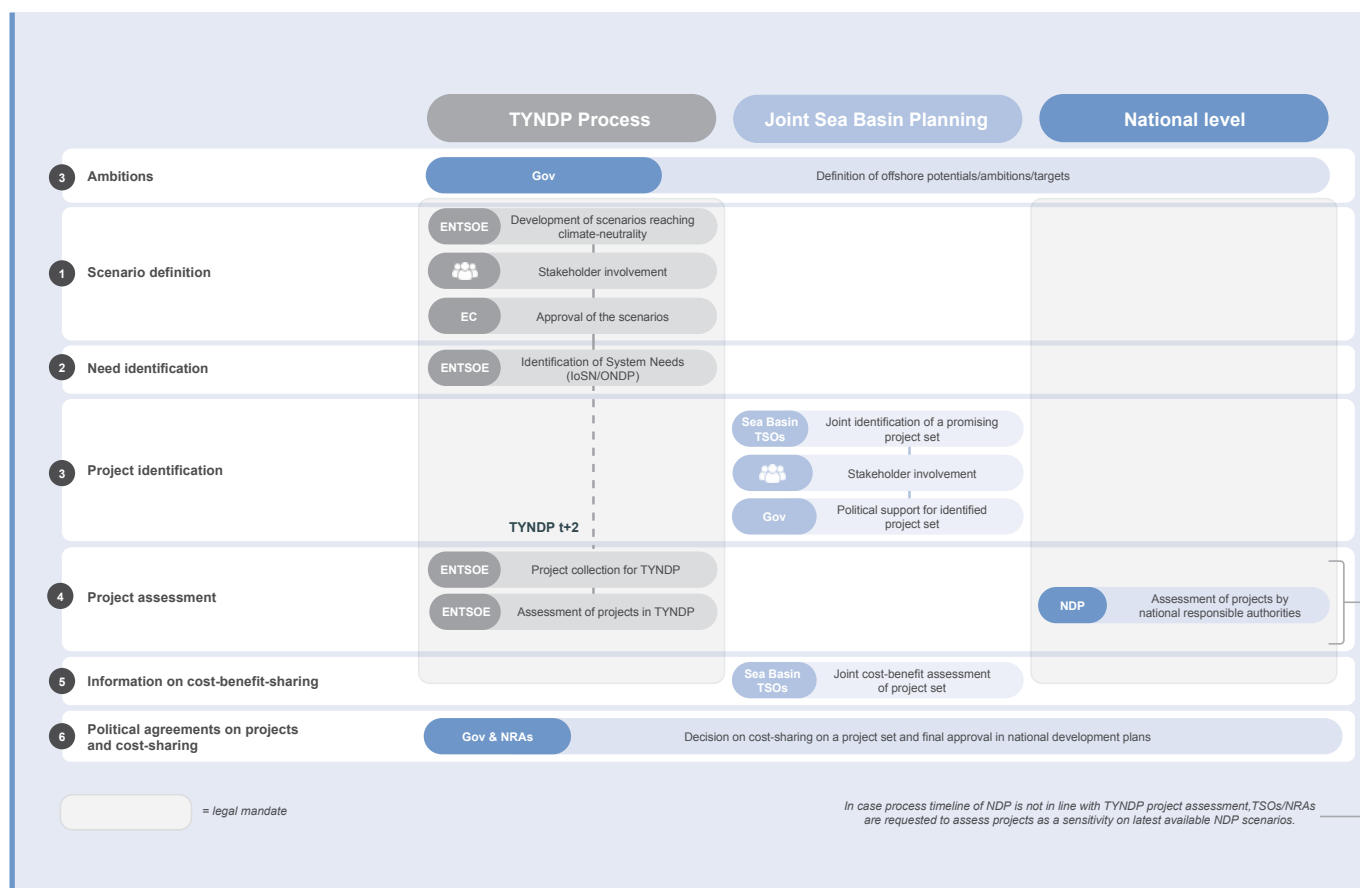 TYNDP Process
Joint Sea Basin Planning
National level
3
Ambitions
Gov
Definition of offshore potentials/ambitions/targets
1
Scenario definition
ENTSOE
Development of scenarios reaching
climate-neutrality
Stakeholder involvement
EC
Approval of the scenarios
2
Need identification
ENTSOE
Identification of System Needs
(IoSN/ONDP)
3
Project identification
Sea Basin
TSOs
Joint identification of a promising
project set
Stakeholder involvement
Gov
Political support for identified
project set
TYNDP t+2
4
Project assessment
ENTSOE
Project collection for TYNDP
ENTSOE
Assessment of projects in TYNDP
NDP
Assessment of projects by
national responsible authorities
5
Information on cost-benefit-sharing
Sea Basin
TSOs
Joint cost-benefit assessment
of project set
6
Political agreements on projects
and cost-sharing
Gov & NRAs
Decision on cost-sharing on a project set and final approval in national development plans
= legal mandate
In case process timeline of NDP is not in line with TYNDP project assessment,TSOs/NRAs
are requested to assess projects as a sensitivity on latest available NDP scenarios.